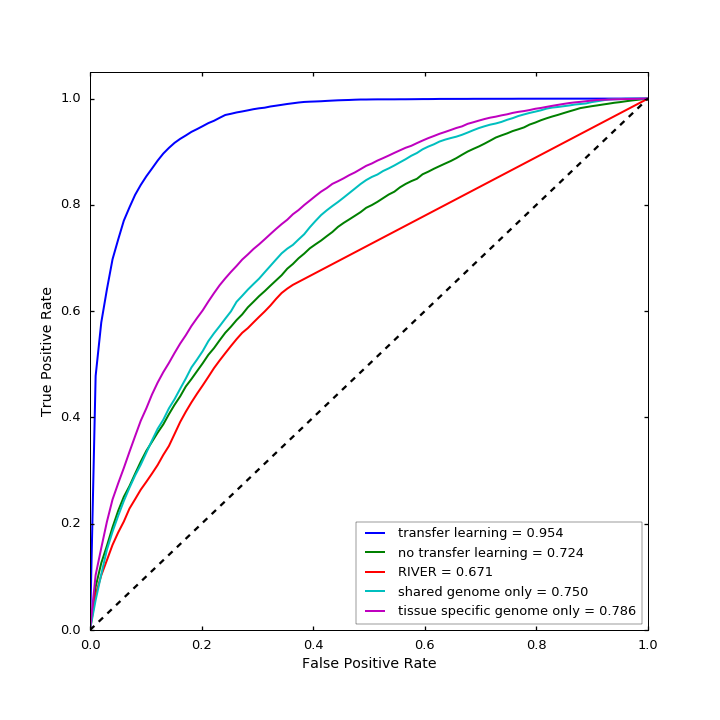 1.0
0.8
0.6
0.4
0.2
0.0
True Positive Rate
transfer learning = 0.954
no transfer learning = 0.724
RIVER = 0.671
shared genome only = 0.750
tissue specific genome only = 0.786
0.0 0.2 0.4 0.6 0.8 1.0
False Positive Rate